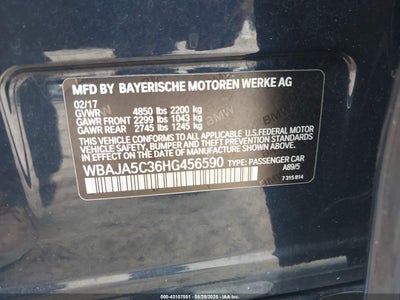 MFD BY BAYERISCHE MOTOREN WERKE AG
02/17
GVWR 4850 lbs 2200 kg
GAWR FRONT 2299 lbs 1043 kg
GAWR REAR 2745 lbs 1245 kg
THIS VEHICLE CONFORMS TO ALL APPLICABLE
U.S. FEDERAL MOTOR VEHICLE
SAFETY, BUMPER AND THEFT PREVENTION
STANDARDS IN EFFECT ON THE DATE OF
MANUFACTURE SHOWN ABOVE.
WBAJA5C36HG456590 TYPE: PASSENGER CAR
A89/5
7 315 814